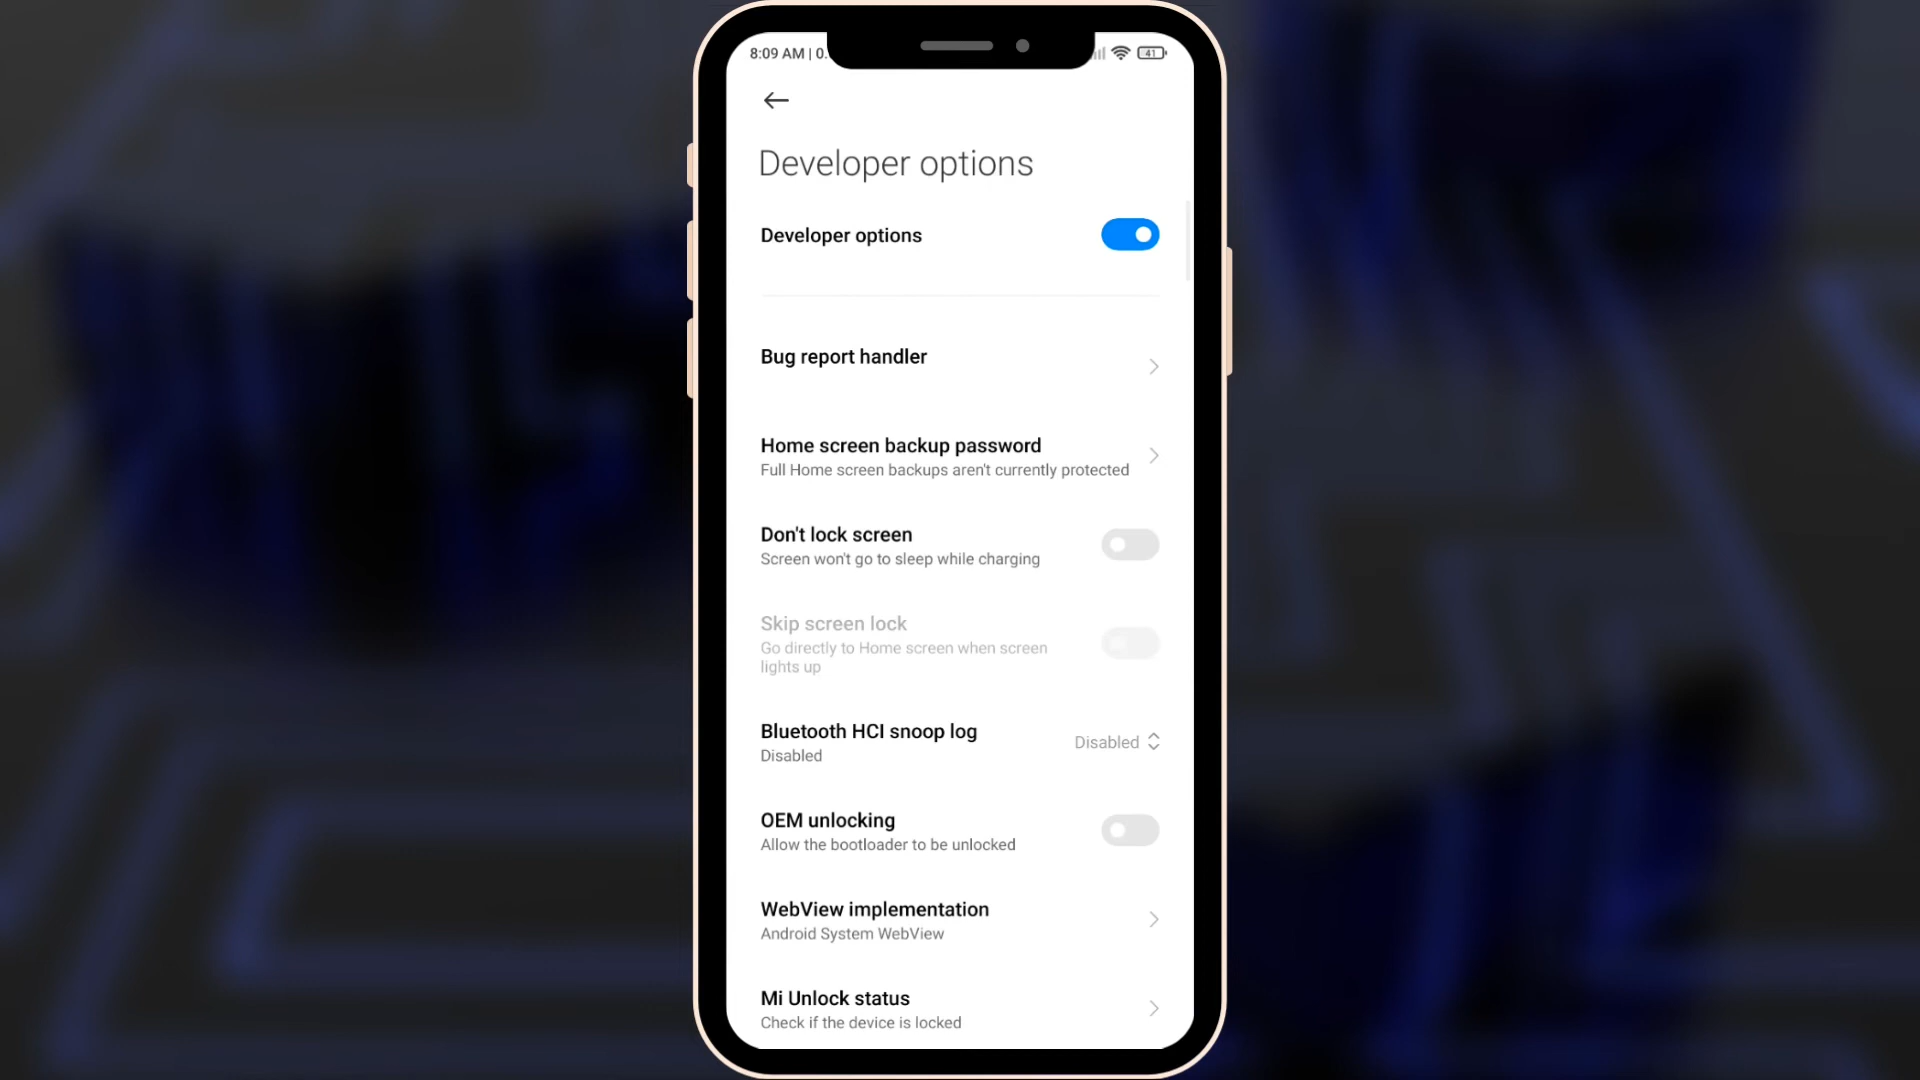 8:09 AM | 0.
41
Developer options
Developer options
Bug report handler
Home screen backup password
Full Home screen backups aren't currently protected
Don't lock screen
Screen won't go to sleep while charging
Skip screen lock
Go directly to Home screen when screen
lights up
Bluetooth HCI snoop log
Disabled
Disabled
OEM unlocking
Allow the bootloader to be unlocked
WebView implementation
Android System WebView
Mi Unlock status
Check if the device is locked